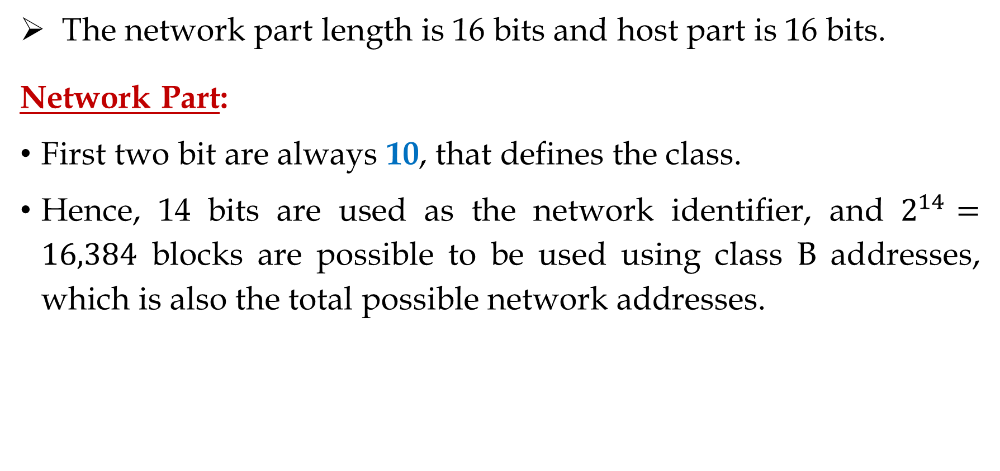 ➢ The network part length is 16 bits and host part is 16 bits.
Network Part:
• First two bit are always 10, that defines the class.
• Hence, 14 bits are used as the network identifier, and 2¹⁴ =
16,384 blocks are possible to be used using class B addresses,
which is also the total possible network addresses.